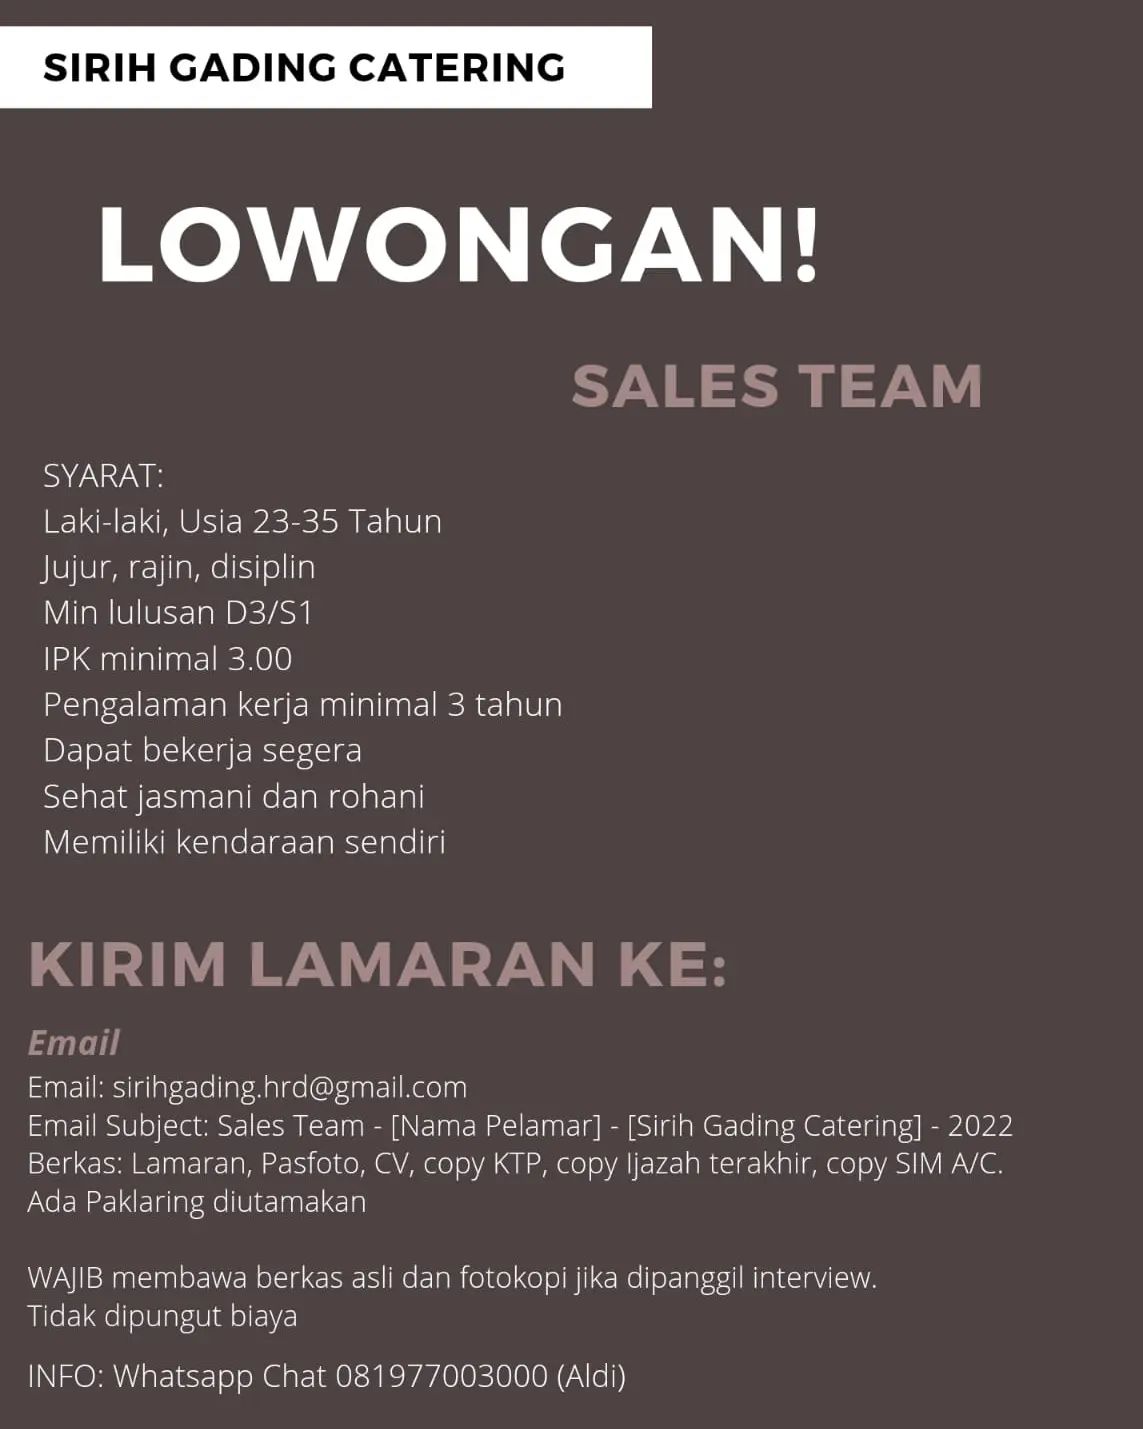 SIRIH GADING CATERING
LOWONGAN!
SALES TEAM
SYARAT:
Laki-laki, Usia 23-35 Tahun
Jujur, rajin, disiplin
Min lulusan D3/S1
IPK minimal 3.00
Pengalaman kerja minimal 3 tahun
Dapat bekerja segera
Sehat jasmani dan rohani
Memiliki kendaraan sendiri
KIRIM LAMARAN KE:
Email
Email: sirihgading.hrd@gmail.com
Email Subject: Sales Team - [Nama Pelamar] - [Sirih Gading Catering] - 2022
Berkas: Lamaran, Pasfoto, CV, copy KTP, copy Ijazah terakhir, copy SIM A/C.
Ada Paklaring diutamakan
WAJIB membawa berkas asli dan fotokopi jika dipanggil interview.
Tidak dipungut biaya
INFO: Whatsapp Chat 081977003000 (Aldi)